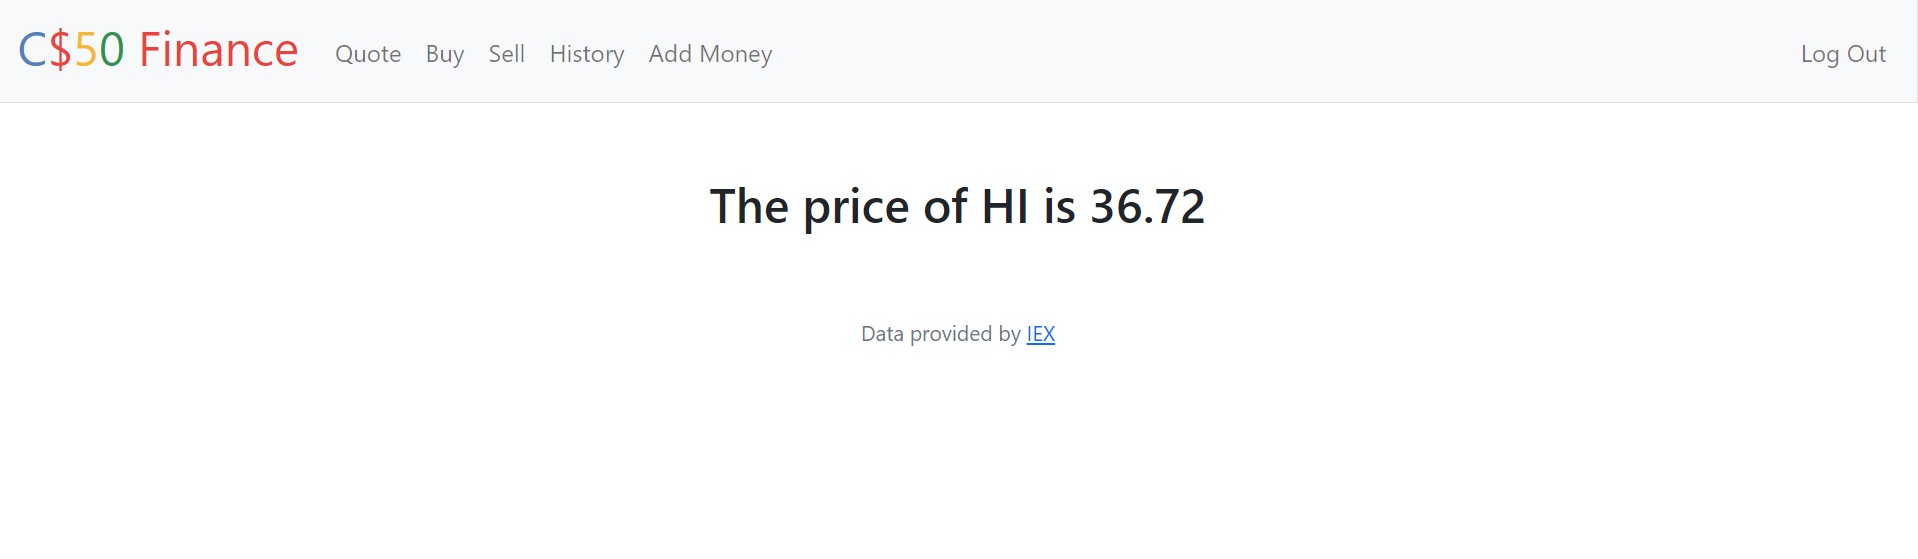 C$50 Finance Quote Buy Sell History Add Money Log Out
The price of HI is 36.72
Data provided by IEX